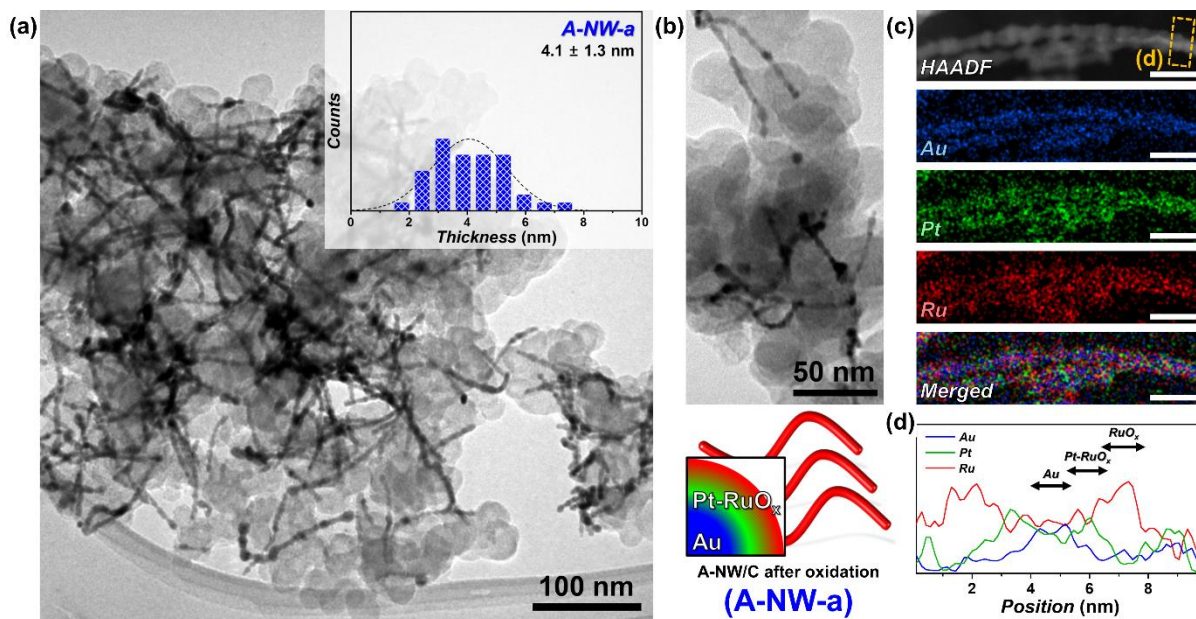 (a)
A-NW-a
4.1 ± 1.3 nm
Counts
0 2 4 6 8 10
Thickness (nm)
100 nm
(b)
50 nm
Pt-RuOx
Au
A-NW/C after oxidation
(A-NW-a)
(c)
(d)
HAADF
Au
Pt
Ru
Merged
(d)
Au
Pt
Ru
RuOx
Pt-RuOx
Au
2 4 6 8
Position (nm)